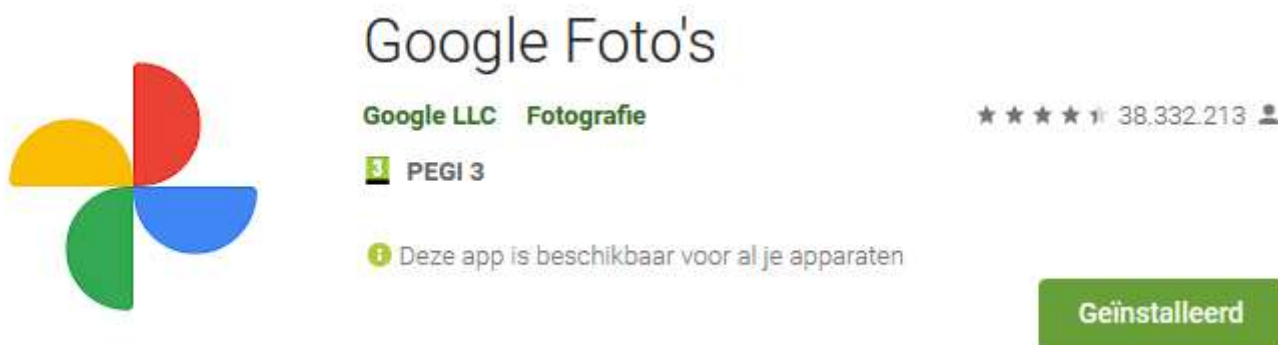 Google Foto's
Google LLC Fotografie 38.332.213
3 PEGI 3
Deze app is beschikbaar voor al je apparaten
Geïnstalleerd